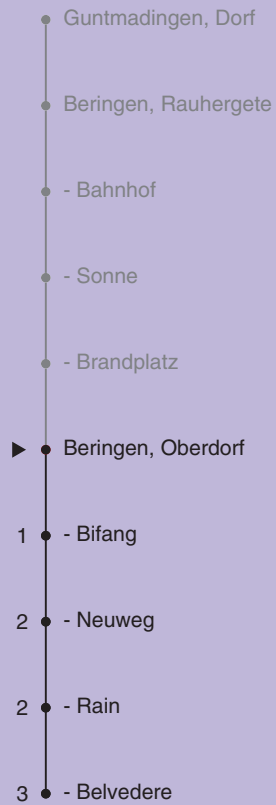 Guntmadingen, Dorf
Beringen, Rauhergete
- Bahnhof
- Sonne
- Brandplatz
Beringen, Oberdorf
1 - Bifang
2 - Neuweg
2 - Rain
3 - Belvedere